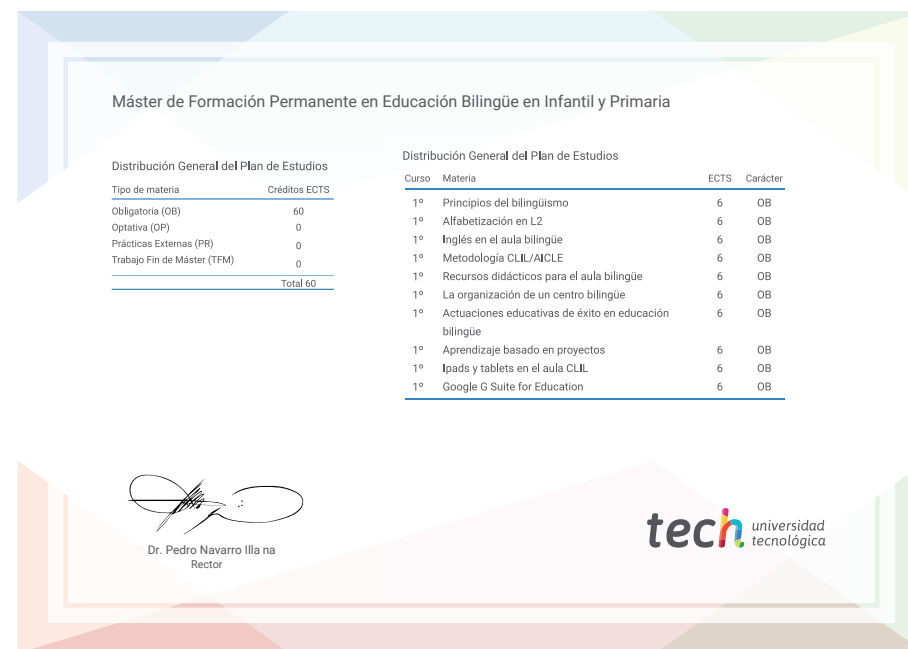 Máster de Formación Permanente en Educación Bilingüe en Infantil y Primaria
Distribución General del Plan de Estudios
Tipo de materia Créditos ECTS
Obligatoria (OB) 60
Optativa (OP) 0
Prácticas Externas (PR) 0
Trabajo Fin de Máster (TFM) 0
Total 60
Distribución General del Plan de Estudios
Curso Materia ECTS Carácter
1º Principios del bilingüismo 6 OB
1º Alfabetización en L2 6 OB
1º Inglés en el aula bilingüe 6 OB
1º Metodología CLIL/AICLE 6 OB
1º Recursos didácticos para el aula bilingüe 6 OB
1º La organización de un centro bilingüe 6 OB
1º Actuaciones educativas de éxito en educación 6 OB
bilingüe
1º Aprendizaje basado en proyectos 6 OB
1º Ipads y tablets en el aula CLIL 6 OB
1º Google G Suite for Education 6 OB
Dr. Pedro Navarro Illa na
Rector
tech universidad
tecnológica